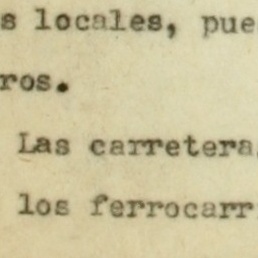 s locales, pue
ros.
Las carretera
los ferrocarr